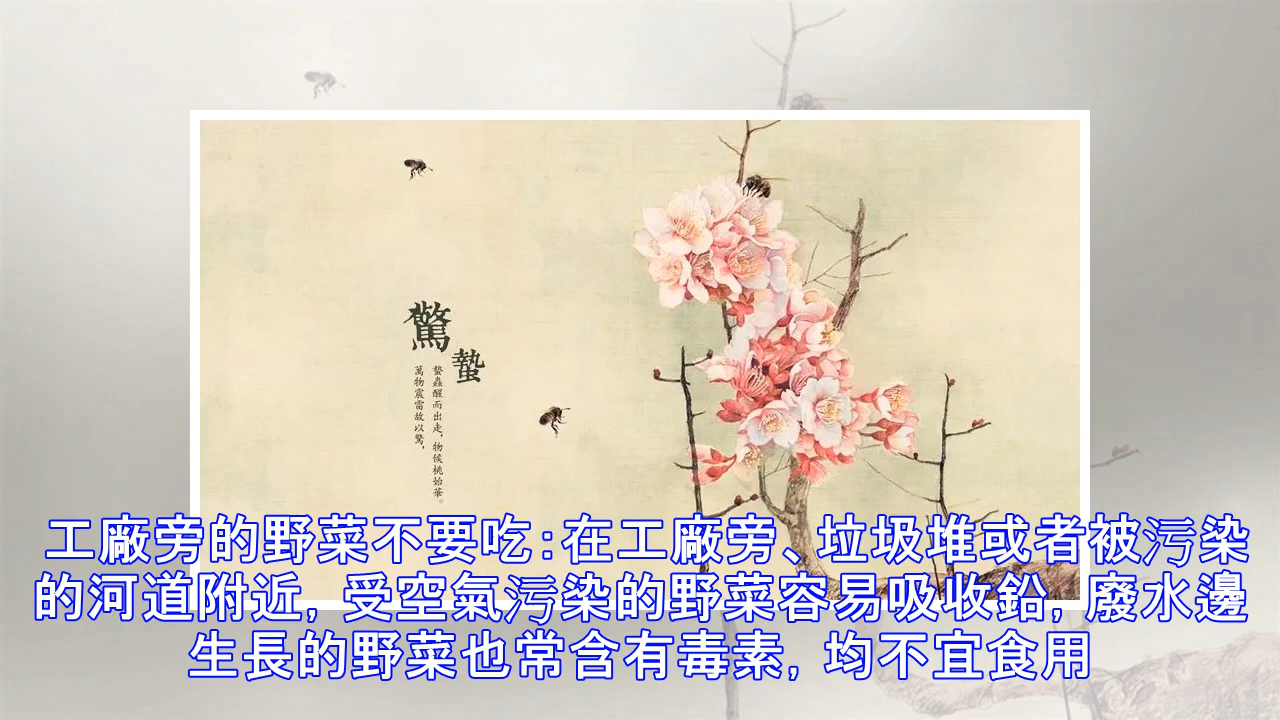 驚蟄
萬物震雷故以驚，
蟄蟲醒而出走，物候桃始華。
工廠旁的野菜不要吃：在工廠旁、垃圾堆或者被污染
的河道附近，受空氣污染的野菜容易吸收鉛，廢水邊
生長的野菜也常含有毒素，均不宜食用